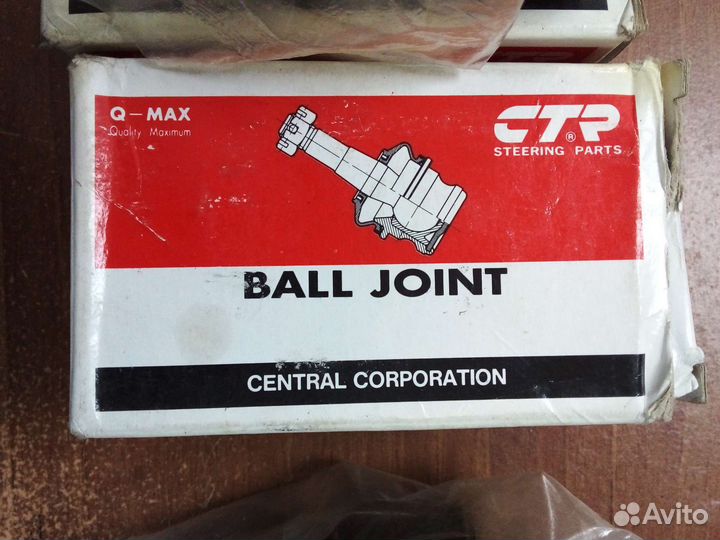 Q-MAX
Quality Maximum
CTR®
STEERING PARTS
BALL JOINT
CENTRAL CORPORATION
Avito